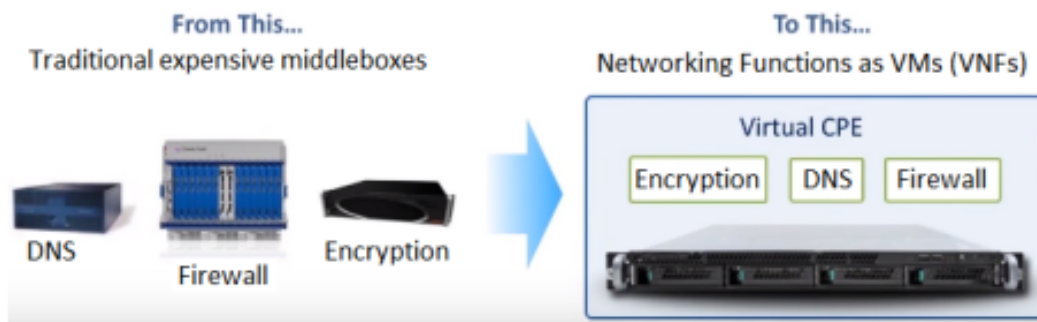 From This...
Traditional expensive middleboxes
DNS
Firewall
Encryption
To This...
Networking Functions as VMs (VNFs)
Virtual CPE
Encryption
DNS
Firewall